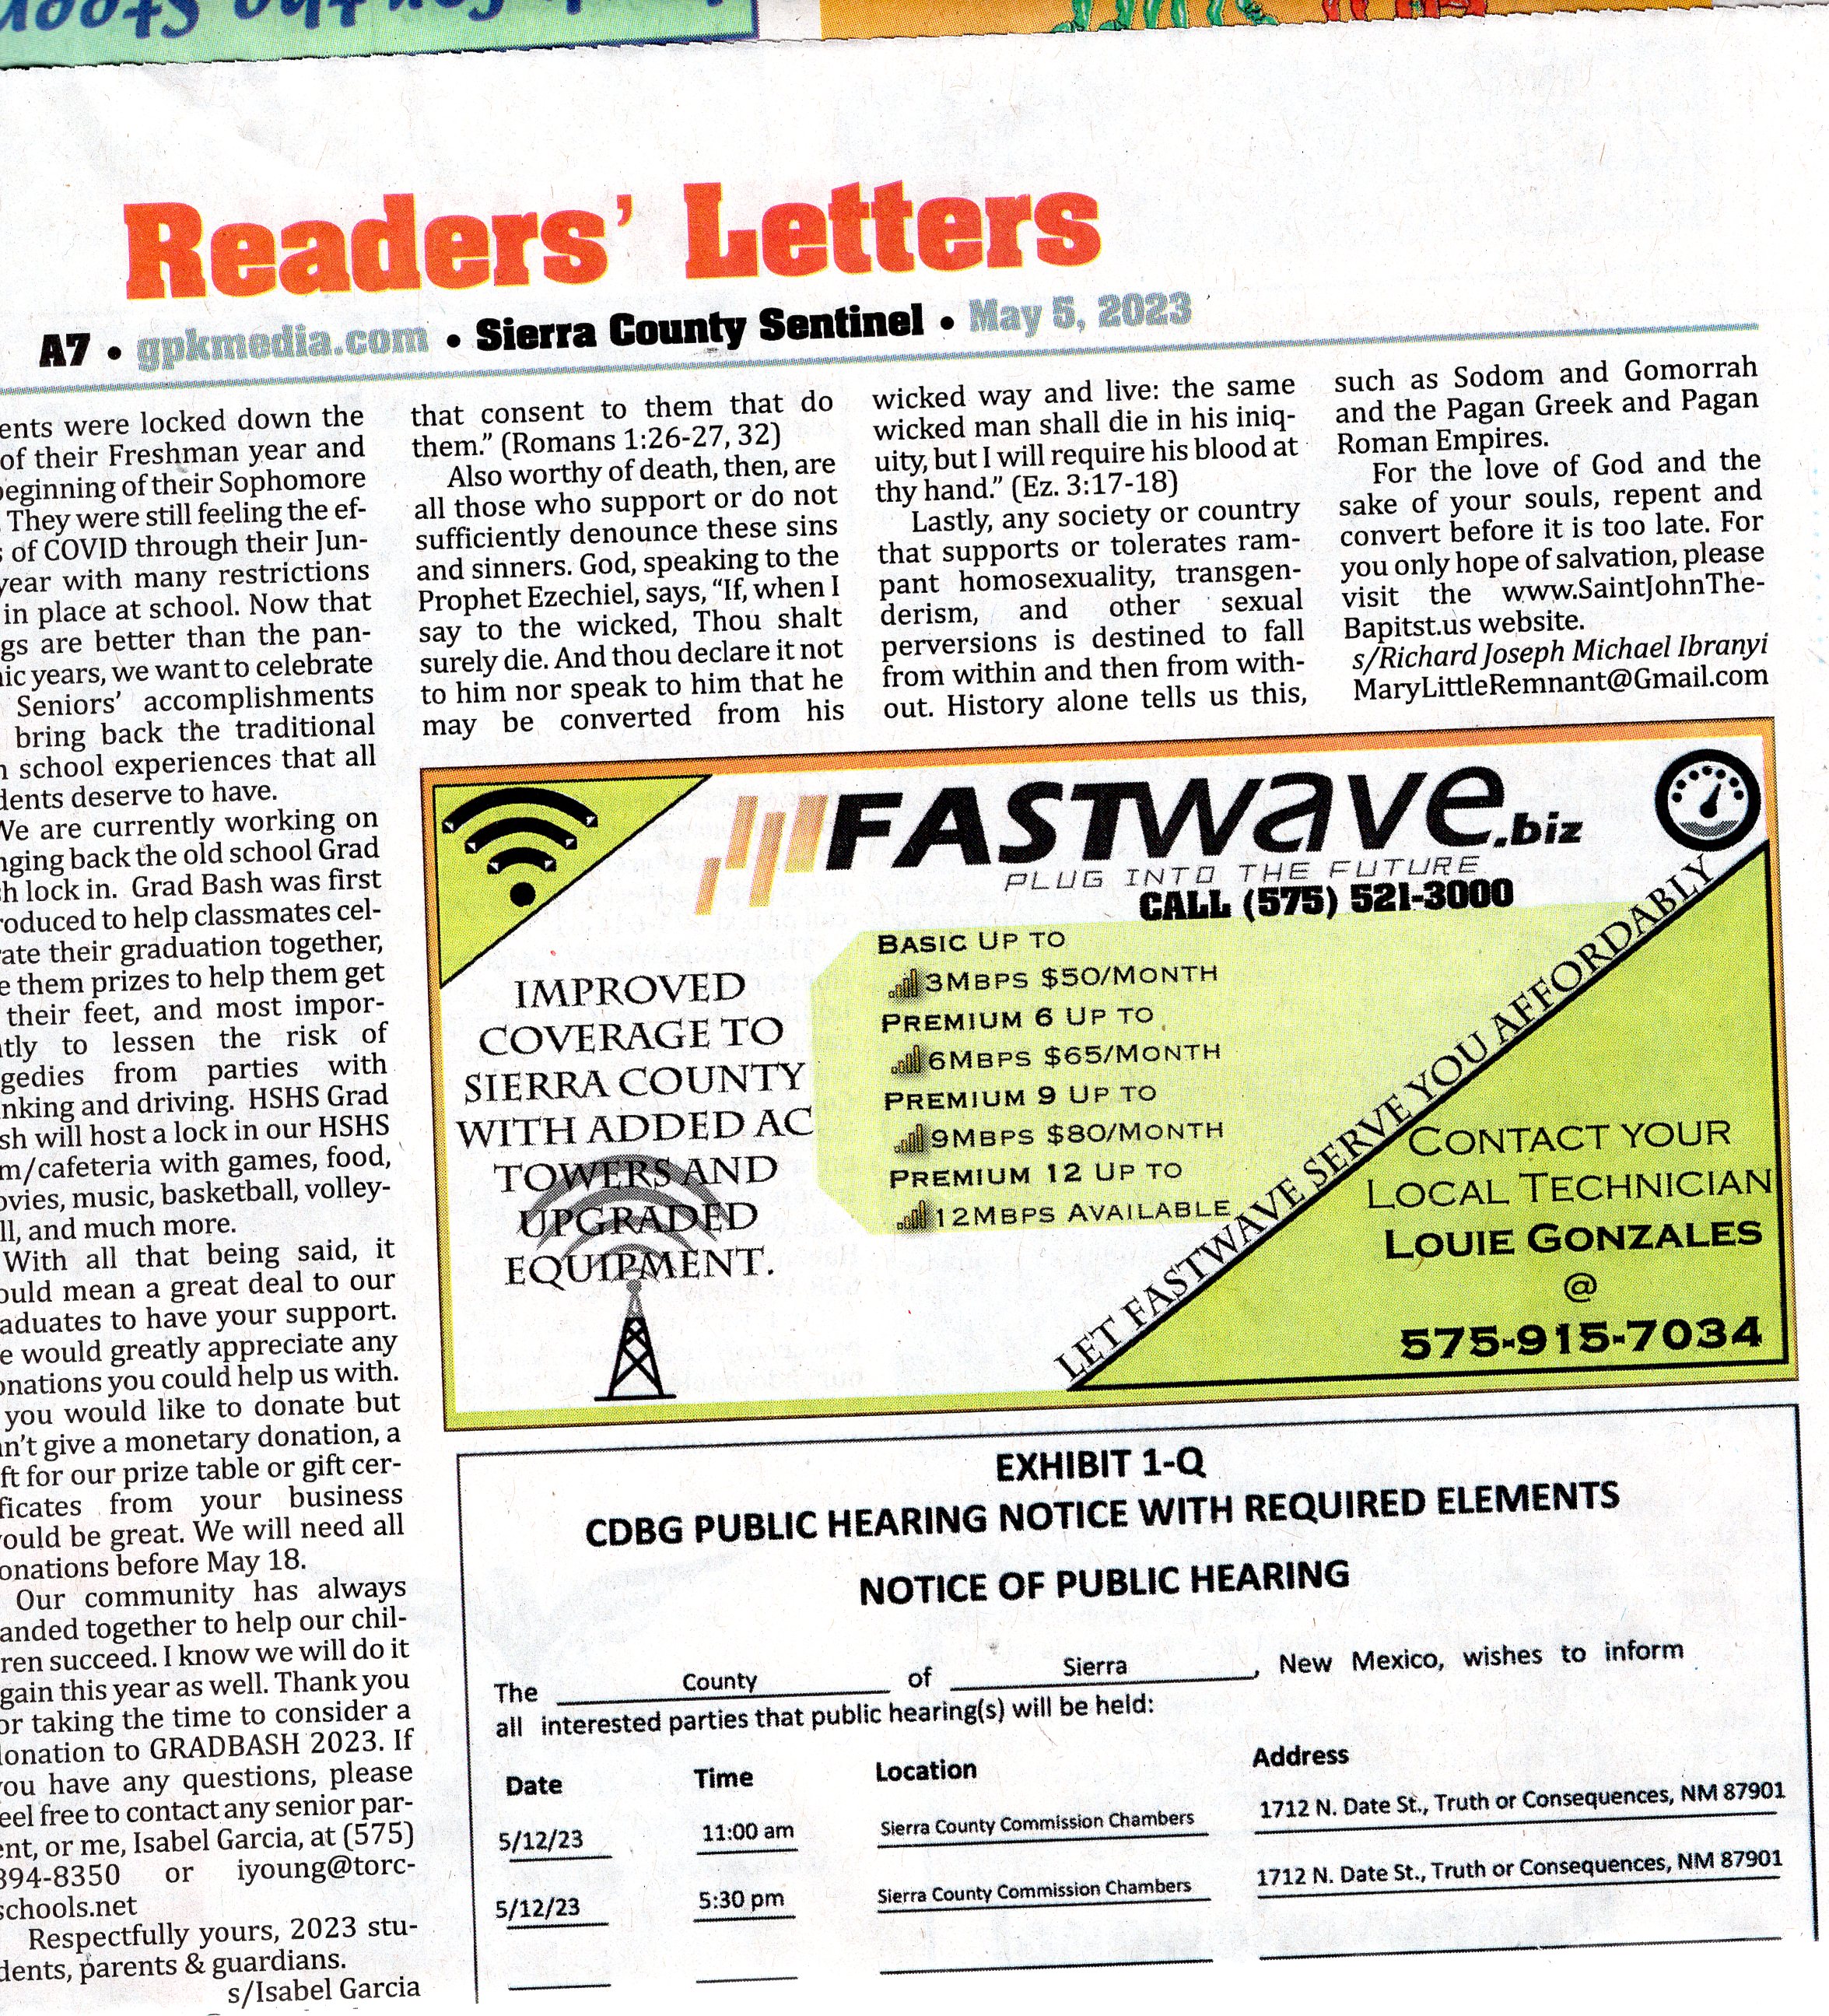 Readers' Letters
A7 • gpkmedia.com • Sierra County Sentinel • May 5, 2023
ents were locked down the
of their Freshman year and
beginning of their Sophomore
. They were still feeling the ef-
s of COVID through their Jun-
year with many restrictions
in place at school. Now that
gs are better than the pan-
ic years, we want to celebrate
Seniors' accomplishments
bring back the traditional
h school experiences that all
dents deserve to have.
We are currently working on
nging back the old school Grad
sh lock in. Grad Bash was first
roduced to help classmates cel-
rate their graduation together,
e them prizes to help them get
their feet, and most impor-
ntly to lessen the risk of
gedies from parties with
inking and driving. HSHS Grad
sh will host a lock in our HSHS
m/cafeteria with games, food,
ovies, music, basketball, volley-
ll, and much more.
With all that being said, it
ould mean a great deal to our
aduates to have your support.
e would greatly appreciate any
onations you could help us with.
you would like to donate but
an't give a monetary donation, a
ft for our prize table or gift cer-
ficates from your business
would be great. We will need all
onations before May 18.
Our community has always
anded together to help our chil-
ren succeed. I know we will do it
gain this year as well. Thank you
or taking the time to consider a
donation to GRADBASH 2023. If
you have any questions, please
feel free to contact any senior par-
ent, or me, Isabel Garcia, at (575)
894-8350 or iyoung@torc-
schools.net
Respectfully yours, 2023 stu-
dents, parents & guardians.
s/Isabel Garcia
that consent to them that do
them." (Romans 1:26-27, 32)
Also worthy of death, then, are
all those who support or do not
sufficiently denounce these sins
and sinners. God, speaking to the
Prophet Ezechiel, says, "If, when I
say to the wicked, Thou shalt
surely die. And thou declare it not
to him nor speak to him that he
may be converted from his
wicked way and live: the same
wicked man shall die in his iniq-
uity, but I will require his blood at
thy hand." (Ez. 3:17-18)
Lastly, any society or country
that supports or tolerates ram-
pant homosexuality, transgen-
derism, and other sexual
perversions is destined to fall
from within and then from with-
out. History alone tells us this,
such as Sodom and Gomorrah
and the Pagan Greek and Pagan
Roman Empires.
For the love of God and the
sake of your souls, repent and
convert before it is too late. For
you only hope of salvation, please
visit the www.SaintJohnThe-
Bapitst.us website.
s/Richard Joseph Michael Ibranyi
MaryLittleRemnant@Gmail.com
FASTWAVE.biz
PLUG INTO THE FUTURE
CALL (575) 521-3000
IMPROVED
COVERAGE TO
SIERRA COUNTY
WITH ADDED AC
TOWERS AND
UPGRADED
EQUIPMENT.
BASIC UP TO
3MBPS $50/MONTH
PREMIUM 6 UP TO
6MBPS $65/MONTH
PREMIUM 9 UP TO
9MBPS $80/MONTH
PREMIUM 12 UP TO
12MBPS AVAILABLE
LET FASTWAVE SERVE YOU AFFORDABLY
CONTACT YOUR
LOCAL TECHNICIAN
LOUIE GONZALES
@
575-915-7034
EXHIBIT 1-Q
CDBG PUBLIC HEARING NOTICE WITH REQUIRED ELEMENTS
NOTICE OF PUBLIC HEARING
The County of Sierra, New Mexico, wishes to inform
all interested parties that public hearing(s) will be held:
Date Time Location Address
5/12/23 11:00 am Sierra County Commission Chambers 1712 N. Date St., Truth or Consequences, NM 87901
5/12/23 5:30 pm Sierra County Commission Chambers 1712 N. Date St., Truth or Consequences, NM 87901